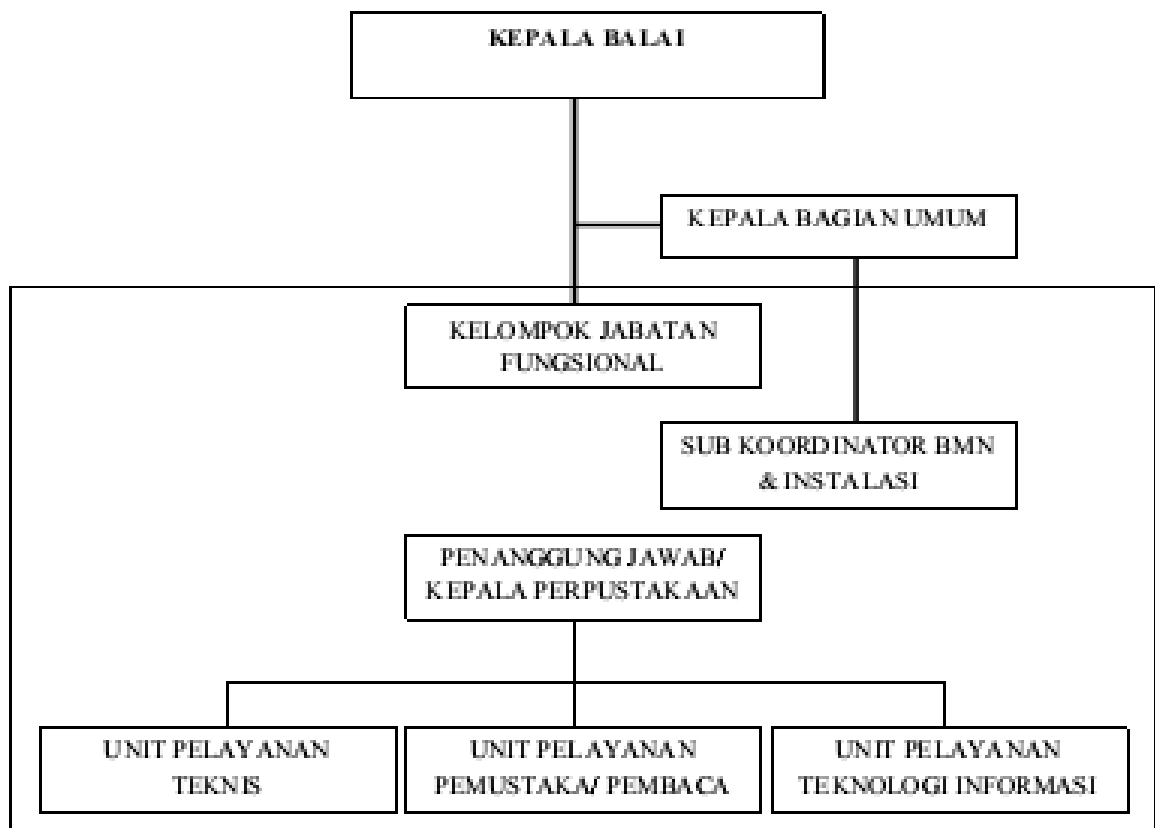 KEPALA BALAI
KEPALA BAGIAN UMUM
KELOMPOK JABATAN
FUNGSIONAL
SUB KOORDINATOR BMN
& INSTALASI
PENANGGUNG JAWAB/
KEPALA PERPUSTAKAAN
UNIT PELAYANAN
TEKNIS
UNIT PELAYANAN
PEMUSTAKA/ PEMBACA
UNIT PELAYANAN
TEKNOLOGI INFORMASI